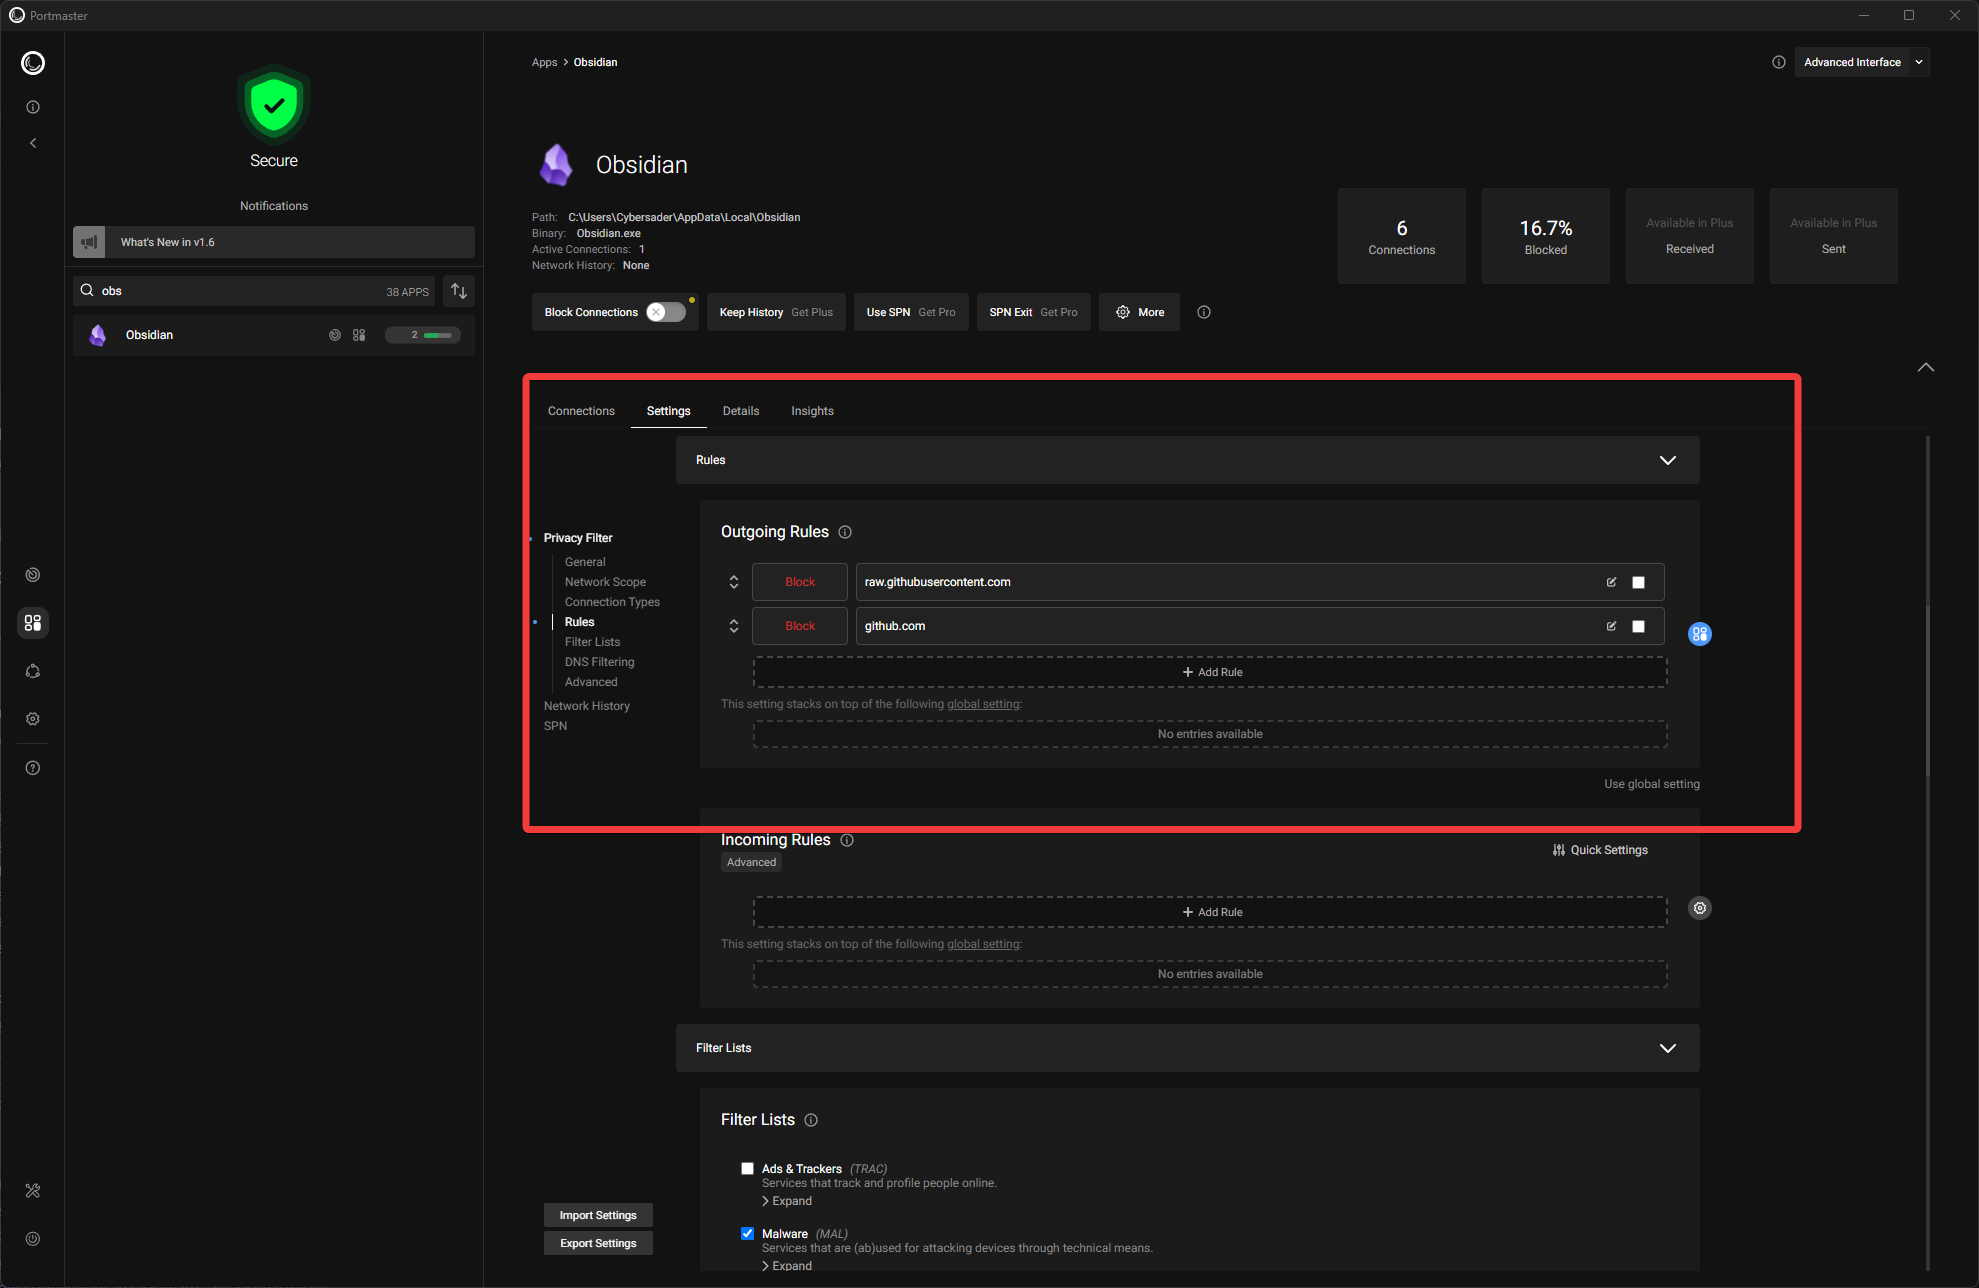 Portmaster
Secure
Notifications
What's New in v1.6
obs
38 APPS
Obsidian
2
Apps > Obsidian
Advanced Interface
Obsidian
Path: C:\Users\Cybersader\AppData\Local\Obsidian
Binary: Obsidian.exe
Active Connections: 1
Network History: None
6
Connections
16.7%
Blocked
Available in Plus
Received
Available in Plus
Sent
Block Connections
Keep History Get Plus
Use SPN Get Pro
SPN Exit Get Pro
More
Connections
Settings
Details
Insights
Privacy Filter
General
Network Scope
Connection Types
Rules
Filter Lists
DNS Filtering
Advanced
Network History
SPN
Rules
Outgoing Rules
Block raw.githubusercontent.com
Block github.com
+ Add Rule
This setting stacks on top of the following global setting:
No entries available
Use global setting
Incoming Rules
Advanced
Quick Settings
+ Add Rule
This setting stacks on top of the following global setting:
No entries available
Filter Lists
Filter Lists
Ads & Trackers (TRAC)
Services that track and profile people online.
> Expand
Malware (MAL)
Services that are (ab)used for attacking devices through technical means.
> Expand
Import Settings
Export Settings